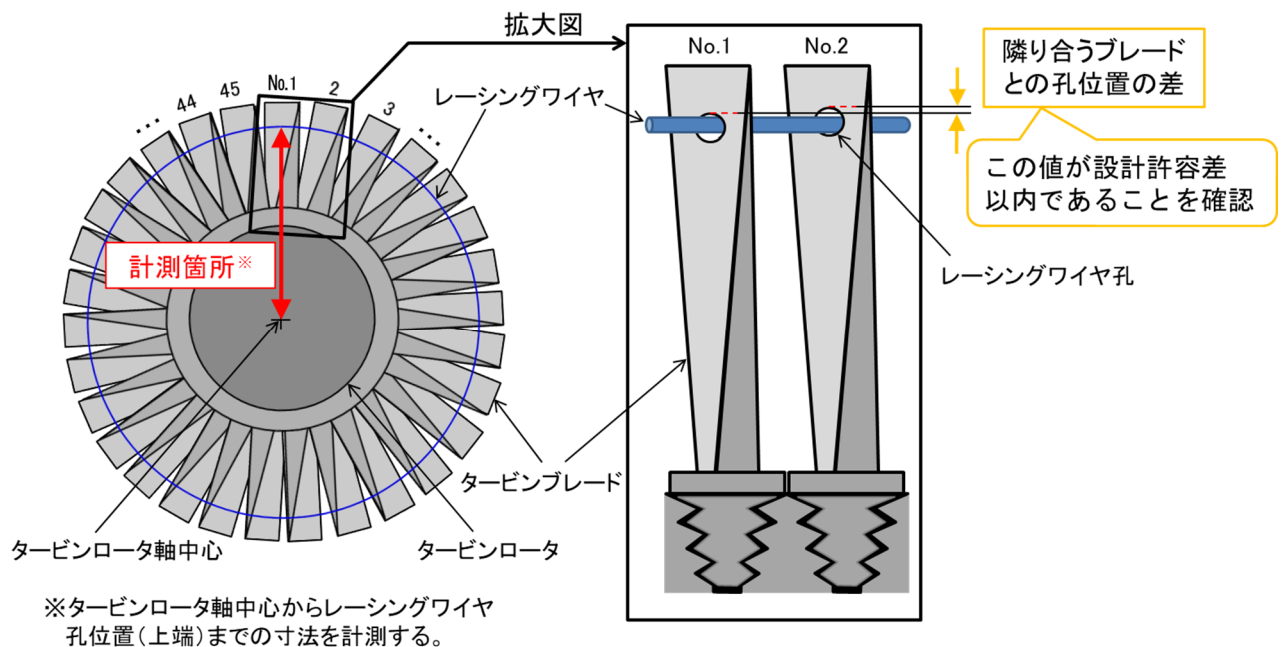 拡大図
44
45
No.1
2
3
・・・
・・・
レーシングワイヤ
計測箇所※
タービンブレード
タービンロータ軸中心
タービンロータ
※タービンロータ軸中心からレーシングワイヤ
孔位置（上端）までの寸法を計測する。
No.1
No.2
隣り合うブレード
との孔位置の差
この値が設計許容差
以内であることを確認
レーシングワイヤ孔